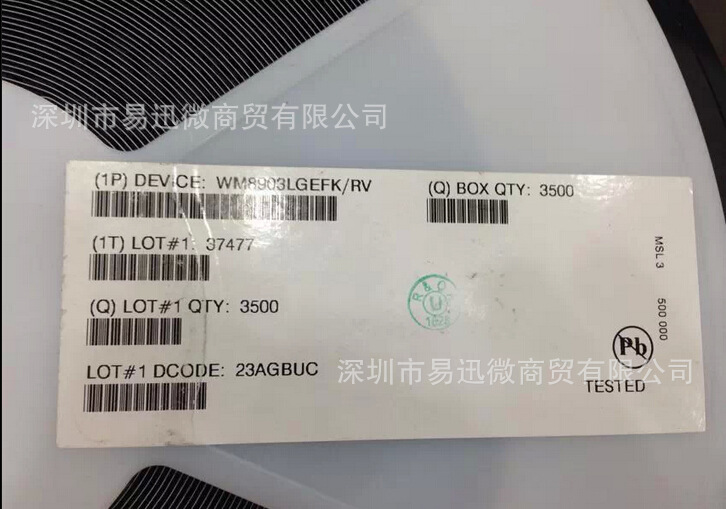 深圳市易迅微商贸有限公司
(1P) DEVICE: WM8903LGEFK/RV
(Q) BOX QTY: 3500
(1T) LOT#1: 37477
(Q) LOT#1 QTY: 3500
LOT#1 DCODE: 23AGBUC
MSL 3
500 000
Pb
TESTED
深圳市易迅微商贸有限公司